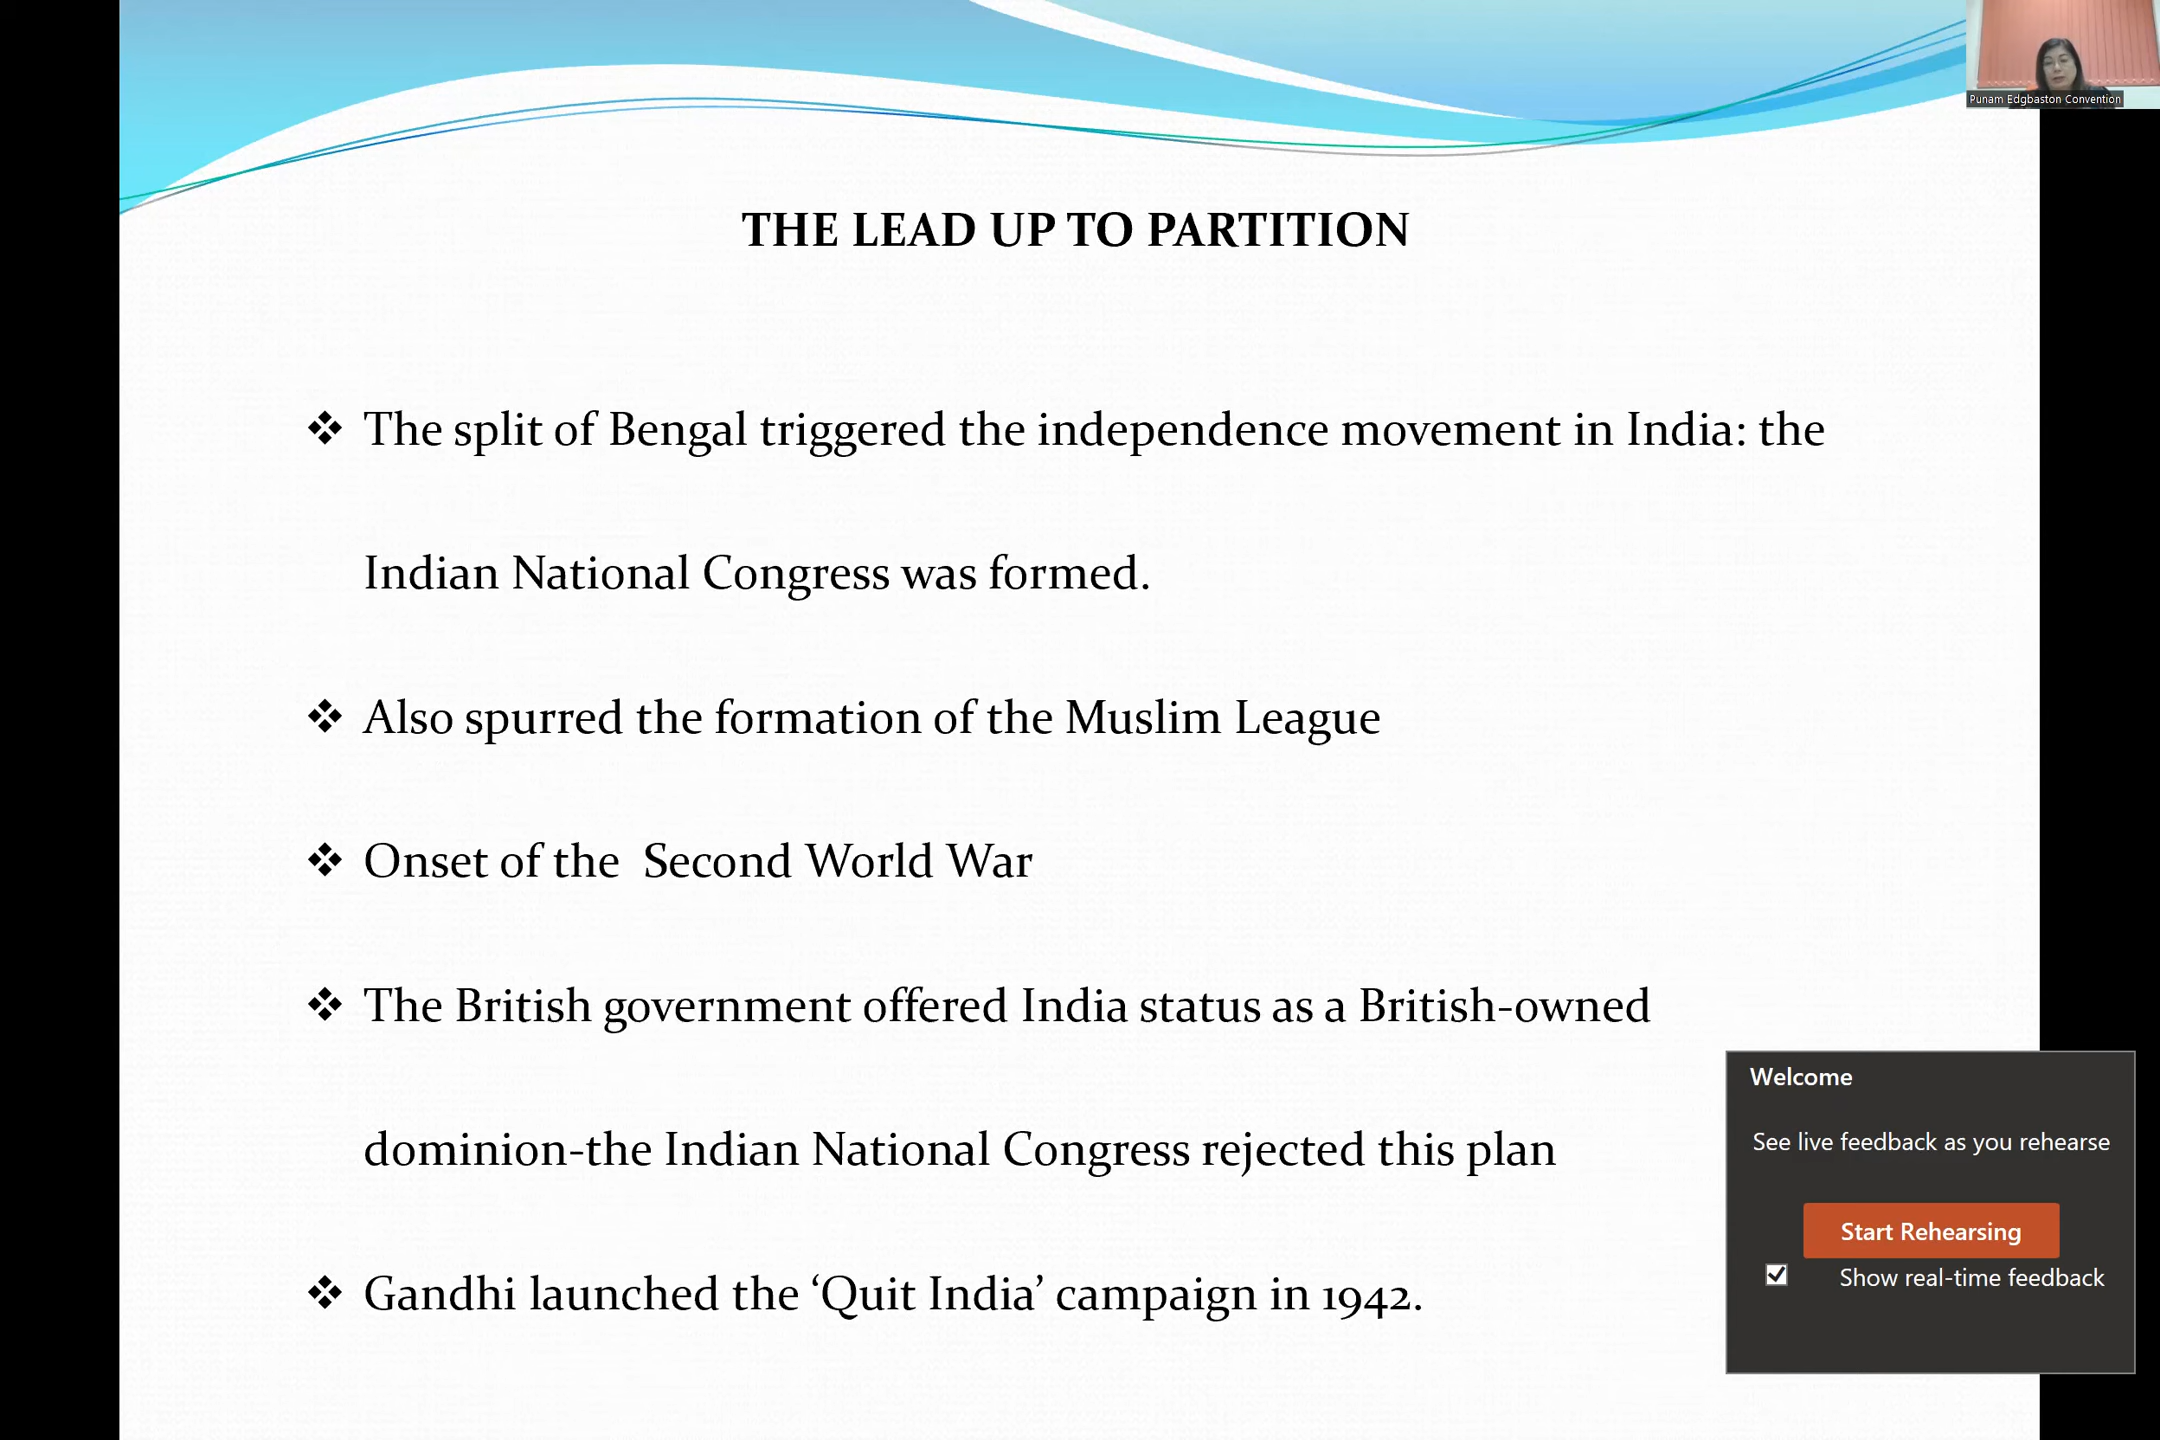 Punam Edgbaston Convention
THE LEAD UP TO PARTITION
❖ The split of Bengal triggered the independence movement in India: the
Indian National Congress was formed.
❖ Also spurred the formation of the Muslim League
❖ Onset of the  Second World War
❖ The British government offered India status as a British-owned
dominion-the Indian National Congress rejected this plan
❖ Gandhi launched the ‘Quit India’ campaign in 1942.
Welcome
See live feedback as you rehearse
Start Rehearsing
Show real-time feedback